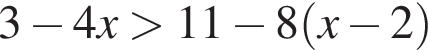 3 − 4x > 11 − 8(x − 2)